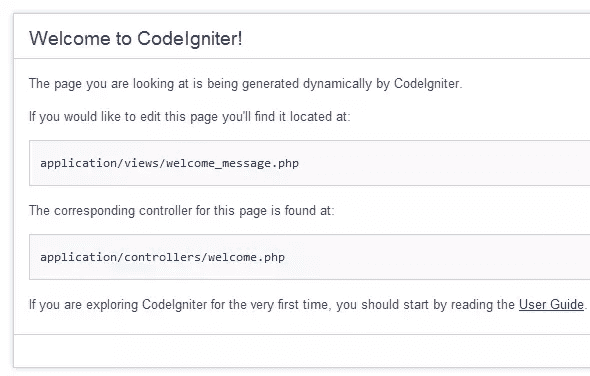 Welcome to CodeIgniter!
The page you are looking at is being generated dynamically by CodeIgniter.
If you would like to edit this page you'll find it located at:
application/views/welcome_message.php
The corresponding controller for this page is found at:
application/controllers/welcome.php
If you are exploring CodeIgniter for the very first time, you should start by reading the User Guide.